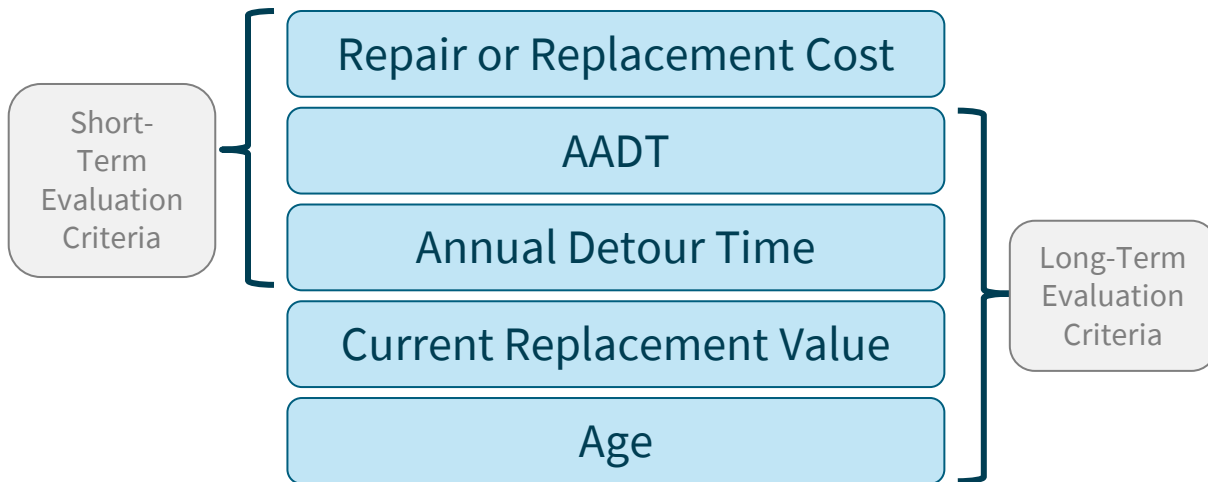 Repair or Replacement Cost
Short-
Term
Evaluation
Criteria
AADT
Annual Detour Time
Long-Term
Evaluation
Criteria
Current Replacement Value
Age